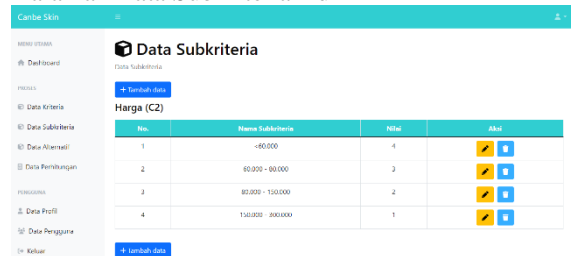 Canbe Skin
MENU UTAMA
Dashboard
PROSES
Data Kriteria
Data Subkriteria
Data Alternatif
Data Perhitungan
PENGGUNA
Data Profil
Data Pengguna
Keluar
Data Subkriteria
Data Subkriteria
+ Tambah data
Harga (C2)
No. Nama Subkriteria Nilai Aksi
1 <60.000 4
2 60.000 - 80.000 3
3 80.000 - 150.000 2
4 150.000 - 300.000 1
+ Tambah data